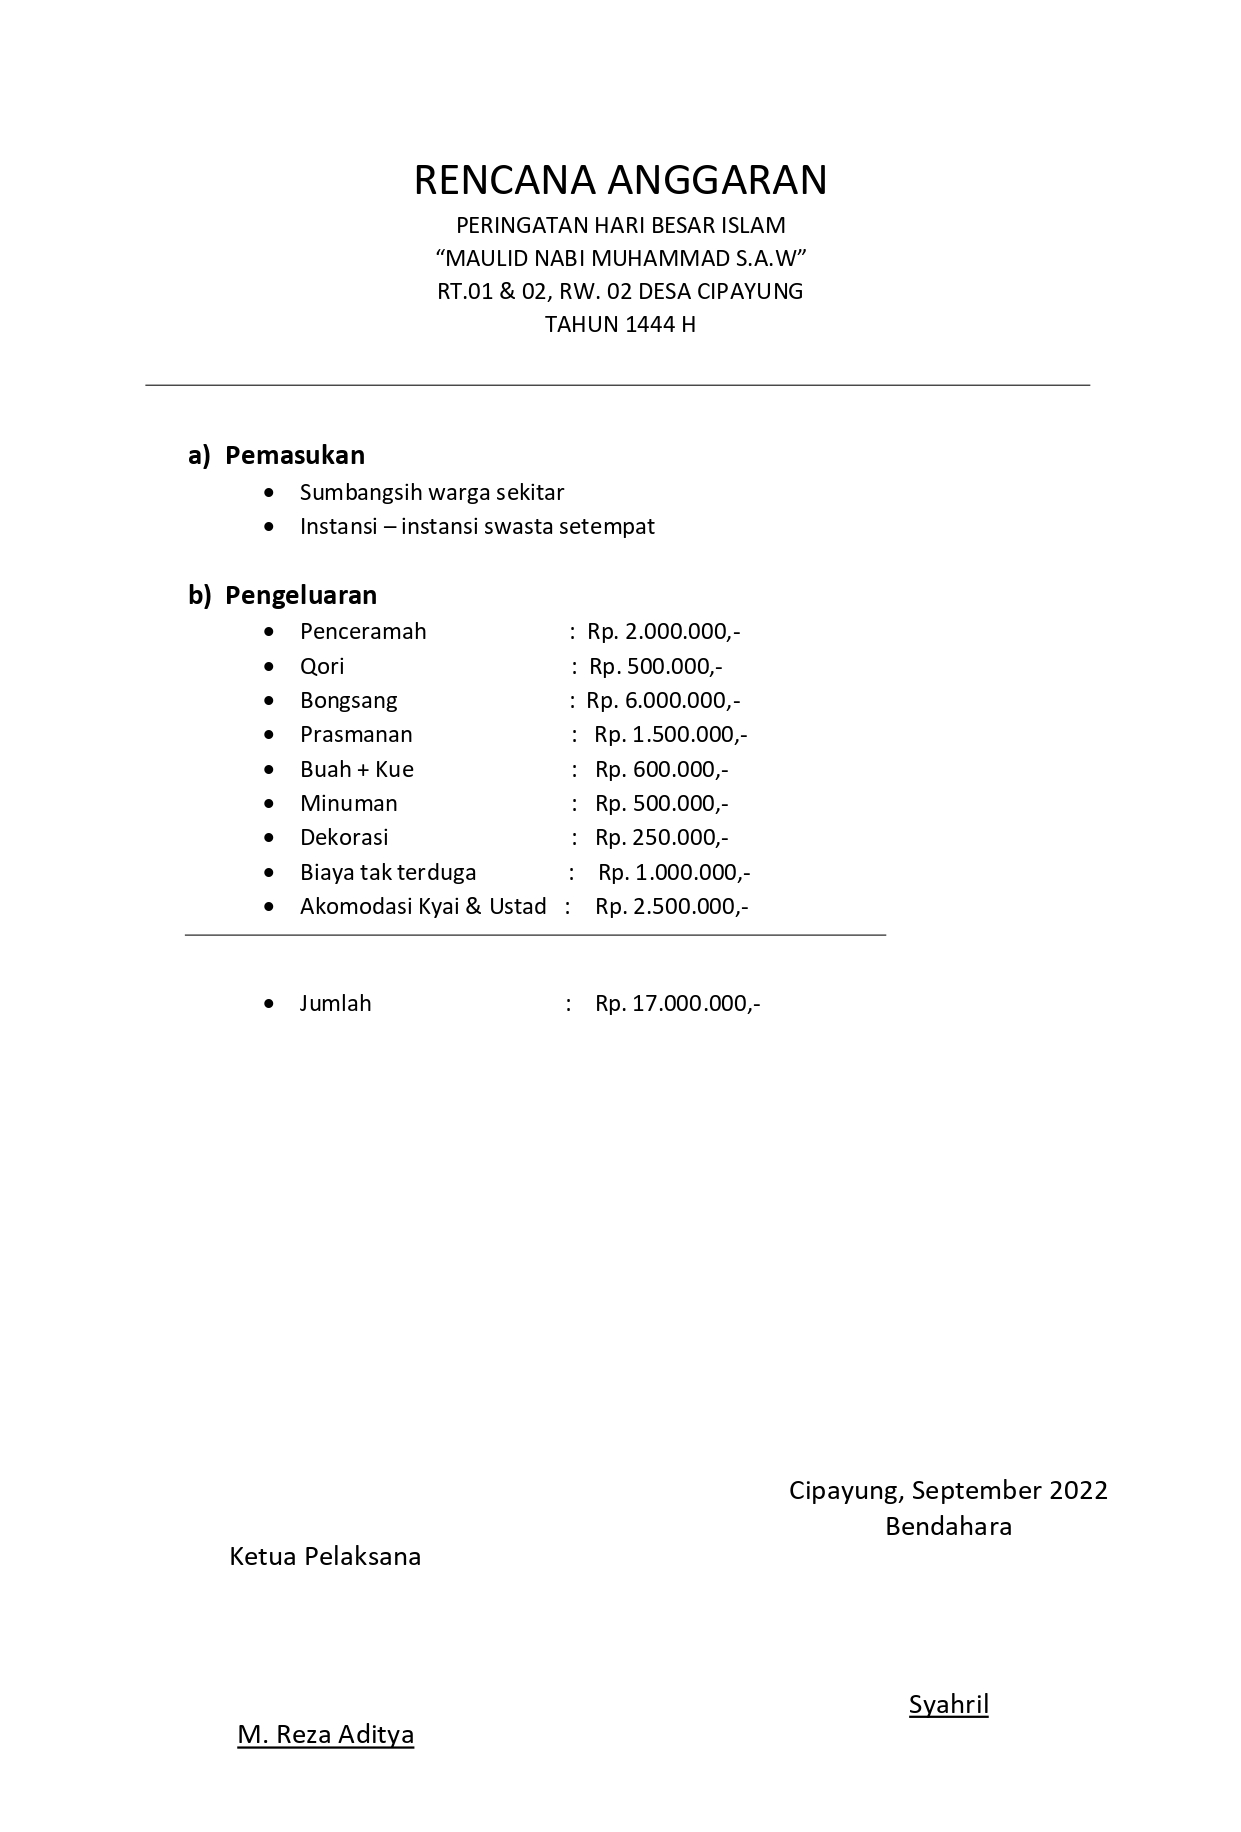 RENCANA ANGGARAN
PERINGATAN HARI BESAR ISLAM
“MAULID NABI MUHAMMAD S.A.W”
RT.01 & 02, RW. 02 DESA CIPAYUNG
TAHUN 1444 H
a) Pemasukan
• Sumbangsih warga sekitar
• Instansi – instansi swasta setempat
b) Pengeluaran
• Penceramah : Rp. 2.000.000,-
• Qori : Rp. 500.000,-
• Bongsang : Rp. 6.000.000,-
• Prasmanan : Rp. 1.500.000,-
• Buah + Kue : Rp. 600.000,-
• Minuman : Rp. 500.000,-
• Dekorasi : Rp. 250.000,-
• Biaya tak terduga : Rp. 1.000.000,-
• Akomodasi Kyai & Ustad : Rp. 2.500.000,-
• Jumlah : Rp. 17.000.000,-
Cipayung, September 2022
Bendahara
Ketua Pelaksana
Syahril
M. Reza Aditya